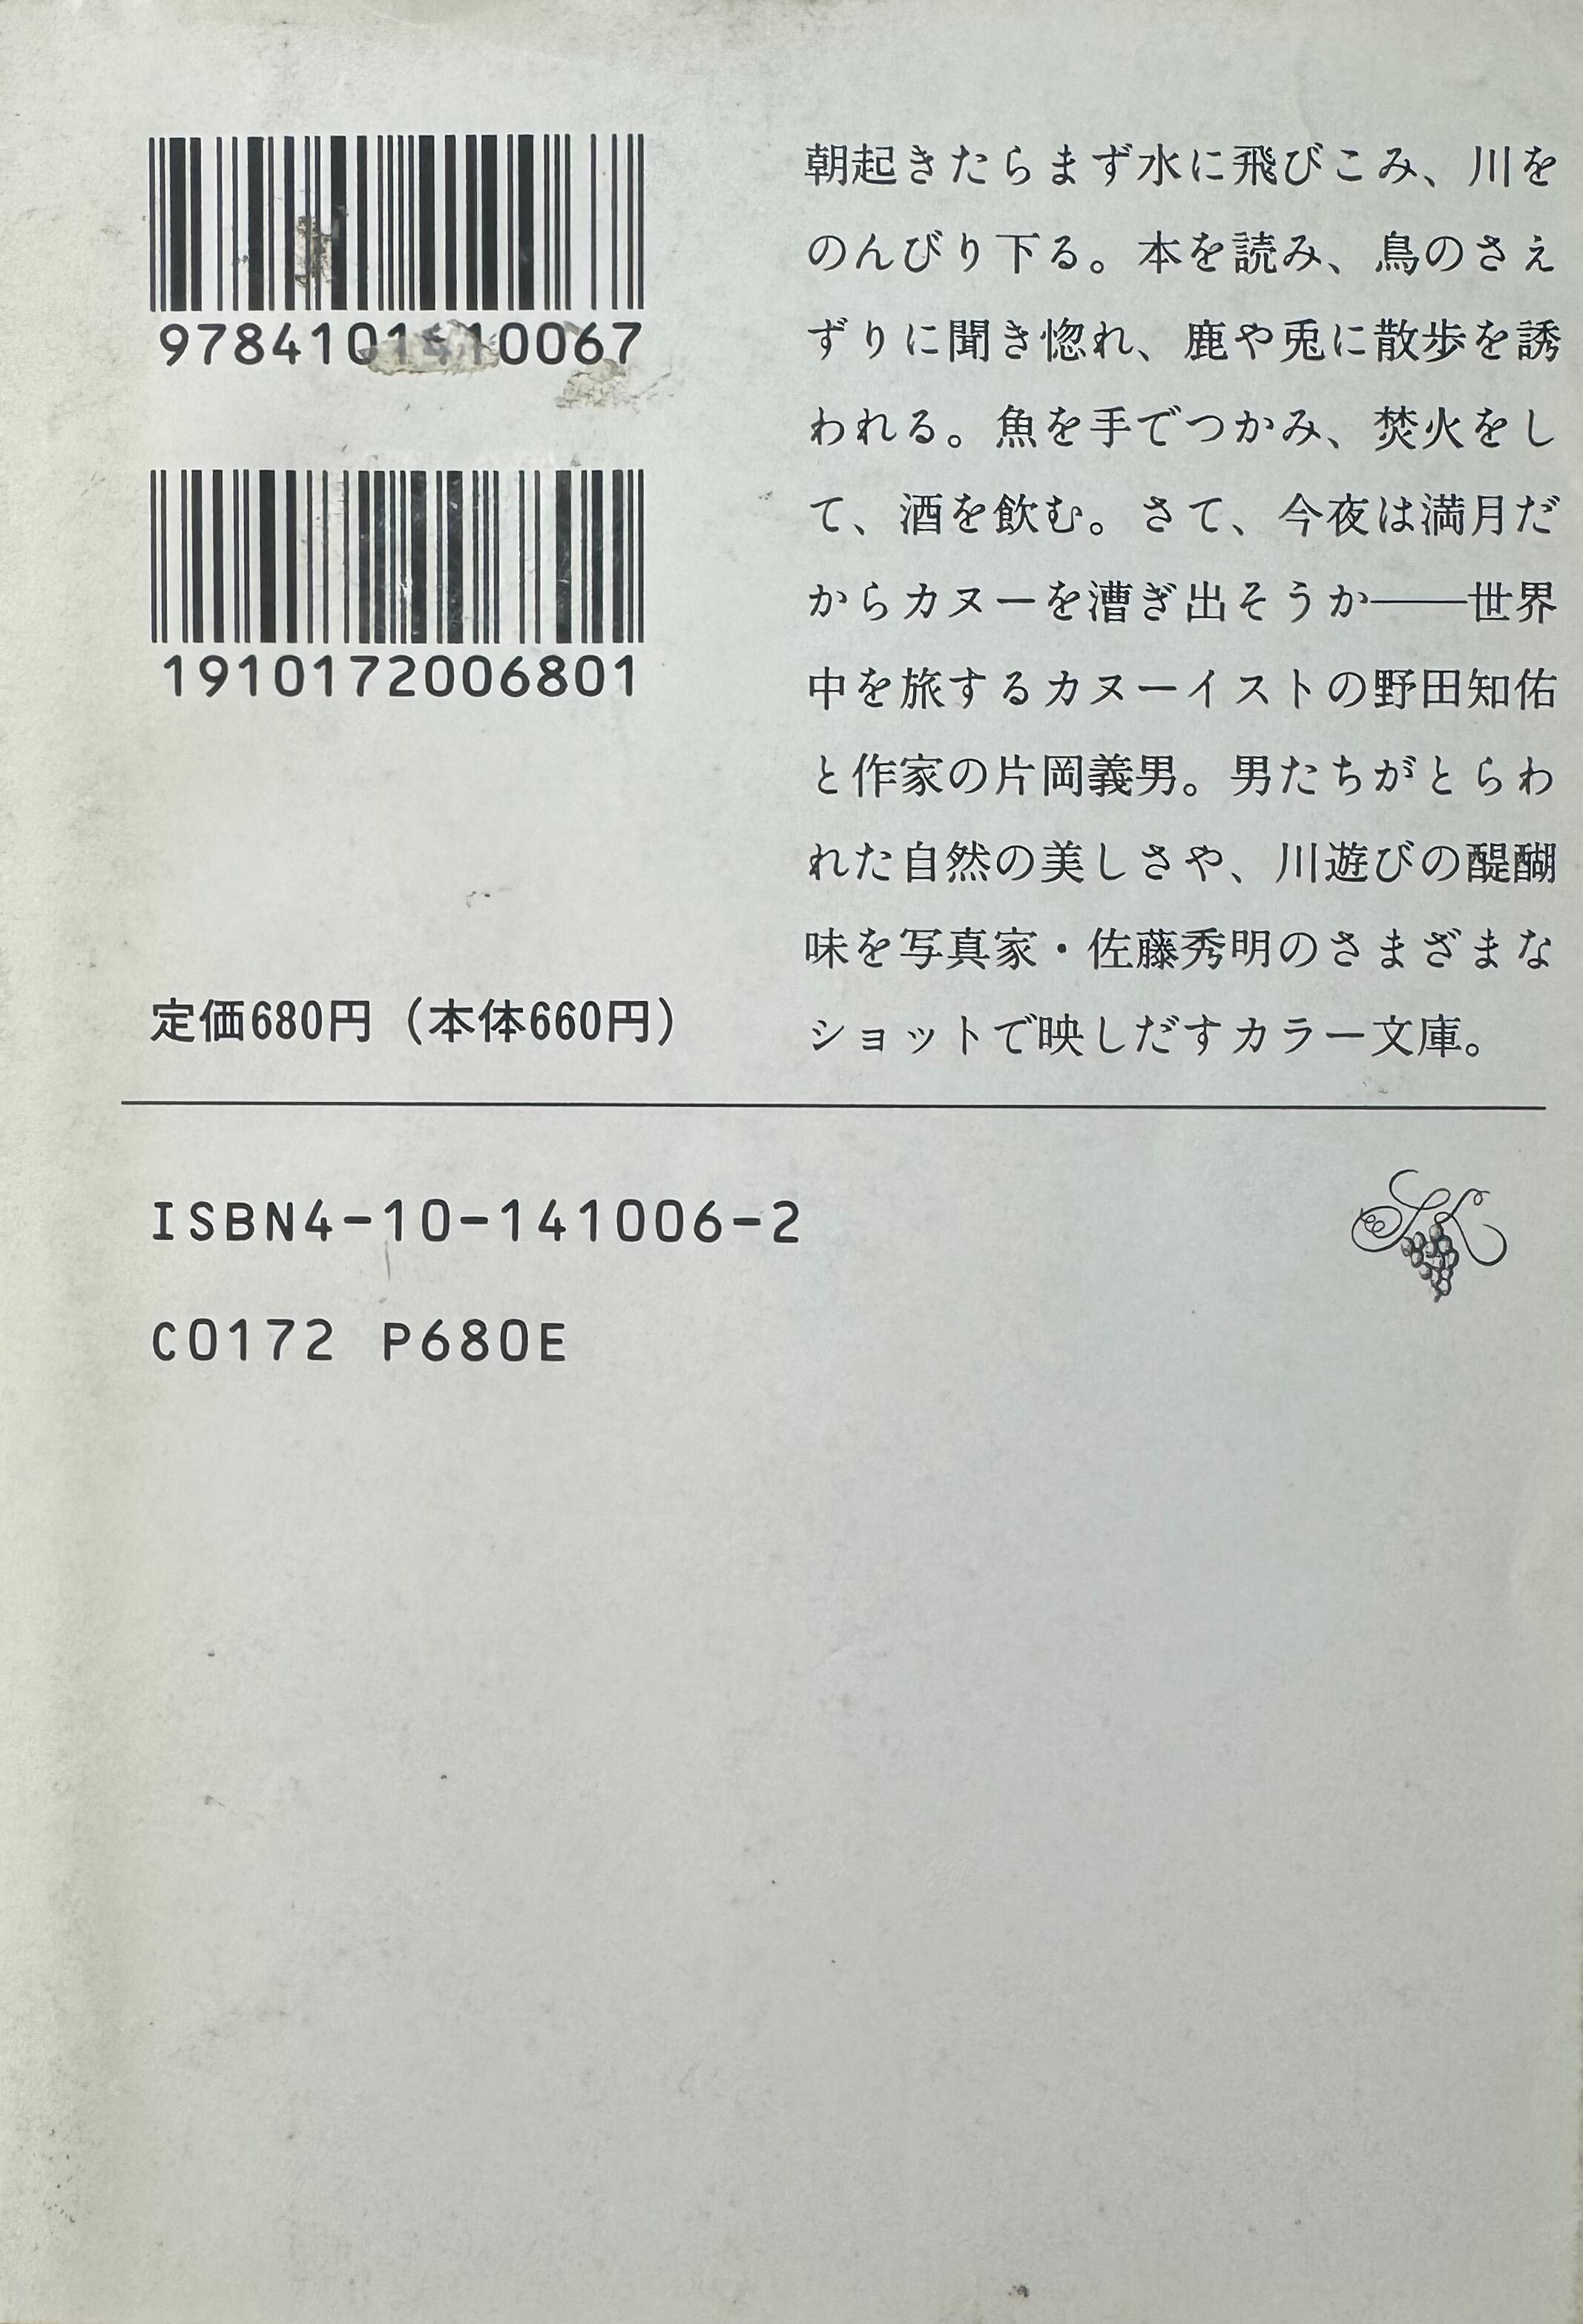 9784101410067
1910172006801
定価680円（本体660円）
朝起きたらまず水に飛びこみ、川を
のんびり下る。本を読み、鳥のさえ
ずりに聞き惚れ、鹿や兎に散歩を誘
われる。魚を手でつかみ、焚火をし
て、酒を飲む。さて、今夜は満月だ
からカヌーを漕ぎ出そうか――世界
中を旅するカヌーイストの野田知佑
と作家の片岡義男。男たちがとらわ
れた自然の美しさや、川遊びの醍醐
味を写真家・佐藤秀明のさまざまな
ショットで映しだすカラー文庫。
ISBN4-10-141006-2
C0172 P680E